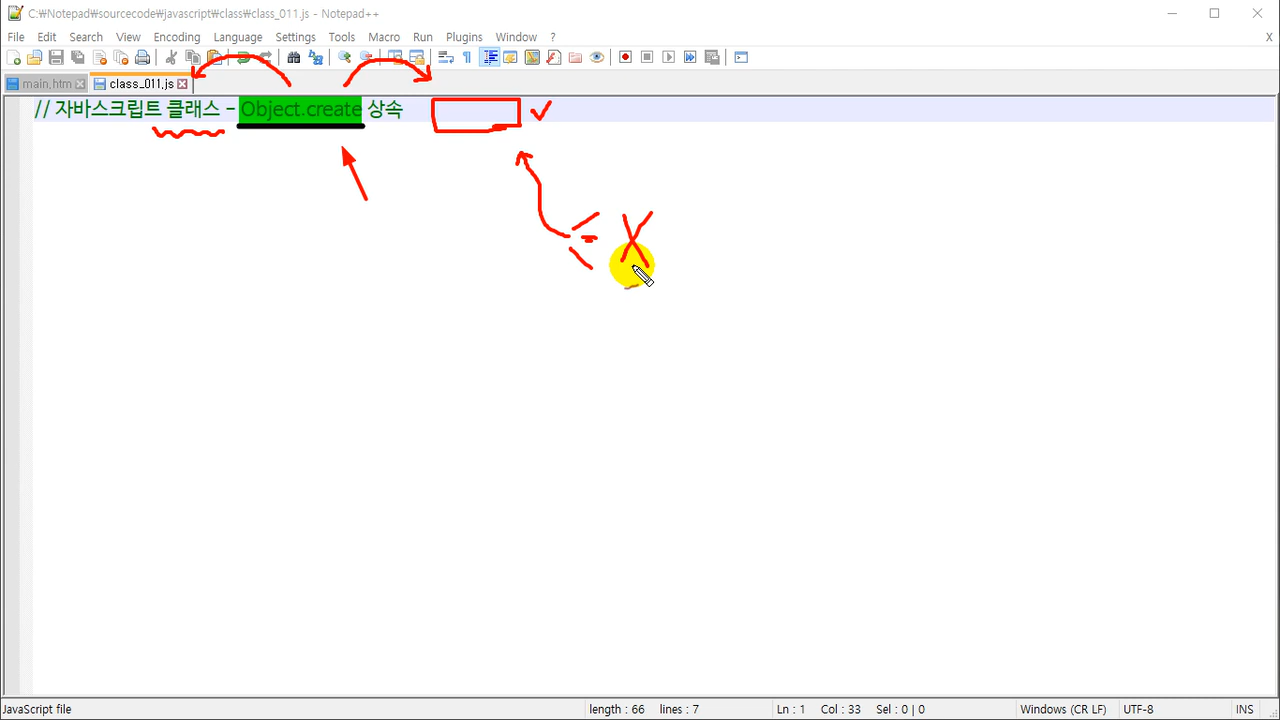 C:₩Notepad₩sourcecode₩javascript₩class₩class_011.js - Notepad++
File Edit Search View Encoding Language Settings Tools Macro Run Plugins Window ? X
main,htm class_011.js
// 자바스크립트 클래스 - Object.create 상속
X
JavaScript file length : 66 lines : 7 Ln : 1 Col : 33 Sel : 0 | 0 Windows (CR LF) UTF-8 INS